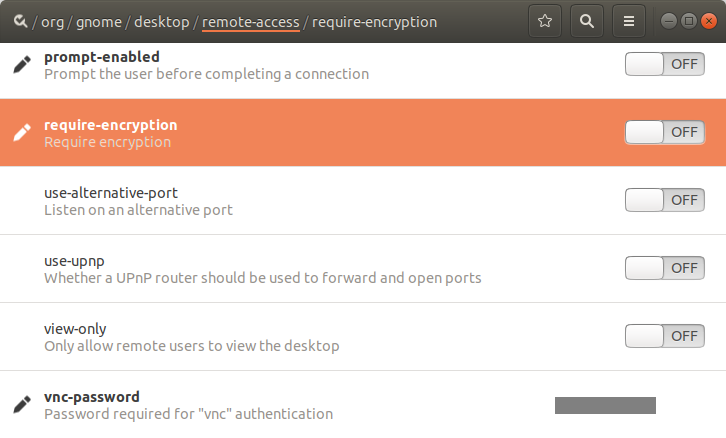 / org / gnome / desktop / remote-access / require-encryption
prompt-enabled
Prompt the user before completing a connection
OFF
require-encryption
Require encryption
OFF
use-alternative-port
Listen on an alternative port
OFF
use-upnp
Whether a UPnP router should be used to forward and open ports
OFF
view-only
Only allow remote users to view the desktop
OFF
vnc-password
Password required for "vnc" authentication